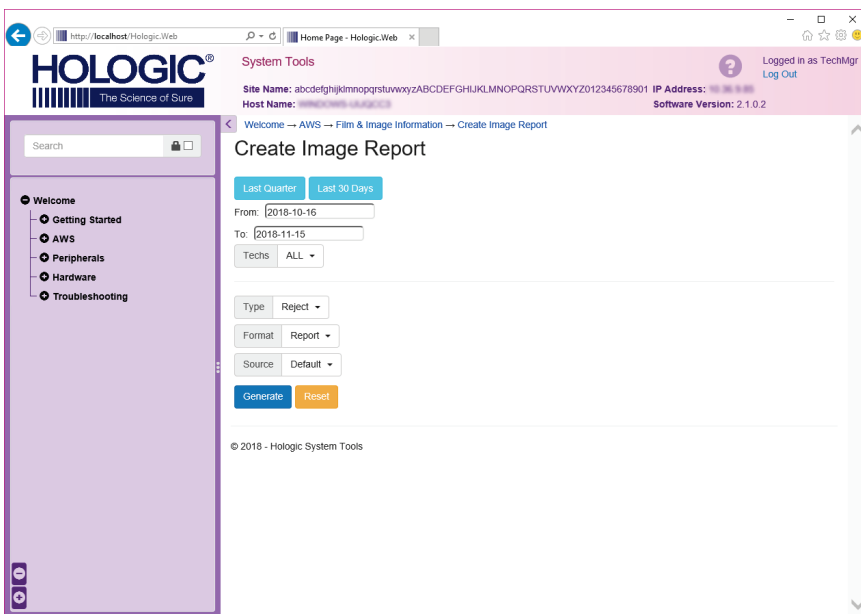 http://localhost/Hologic.Web
Home Page - Hologic.Web
HOLOGIC®
The Science of Sure
System Tools
Logged in as TechMgr
Log Out
Site Name: abcdefghijklmnopqrstuvwxyzABCDEFGHIJKLMNOPQRSTUVWXYZ012345678901 IP Address:
Host Name:
Software Version: 2.1.0.2
Search
Welcome → AWS → Film & Image Information → Create Image Report
Welcome
Getting Started
AWS
Peripherals
Hardware
Troubleshooting
Create Image Report
Last Quarter
Last 30 Days
From: 2018-10-16
To: 2018-11-15
Techs ALL
Type Reject
Format Report
Source Default
Generate
Reset
© 2018 - Hologic System Tools